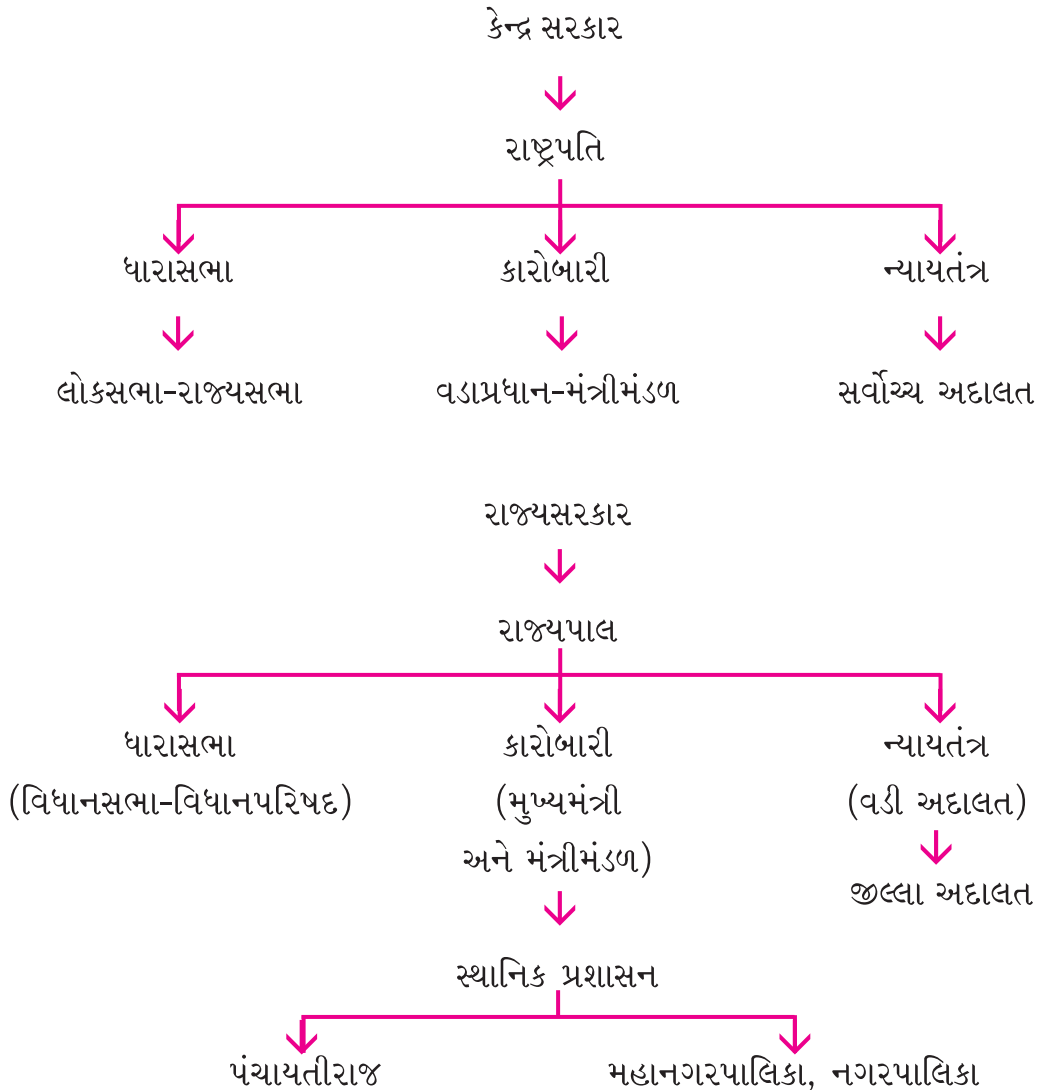 કેન્દ્ર સરકાર
રાષ્ટ્રપતિ
ધારાસભા કારોબારી ન્યાયતંત્ર
લોકસભા-રાજ્યસભા વડાપ્રધાન-મંત્રીમંડળ સર્વોચ્ચ અદાલત
રાજ્યસરકાર
રાજ્યપાલ
ધારાસભા કારોબારી ન્યાયતંત્ર
(વિધાનસભા-વિધાનપરિષદ) (મુખ્યમંત્રી (વડી અદાલત)
અને મંત્રીમંડળ)
જીલ્લા અદાલત
સ્થાનિક પ્રશાસન
પંચાયતીરાજ મહાનગરપાલિકા, નગરપાલિકા